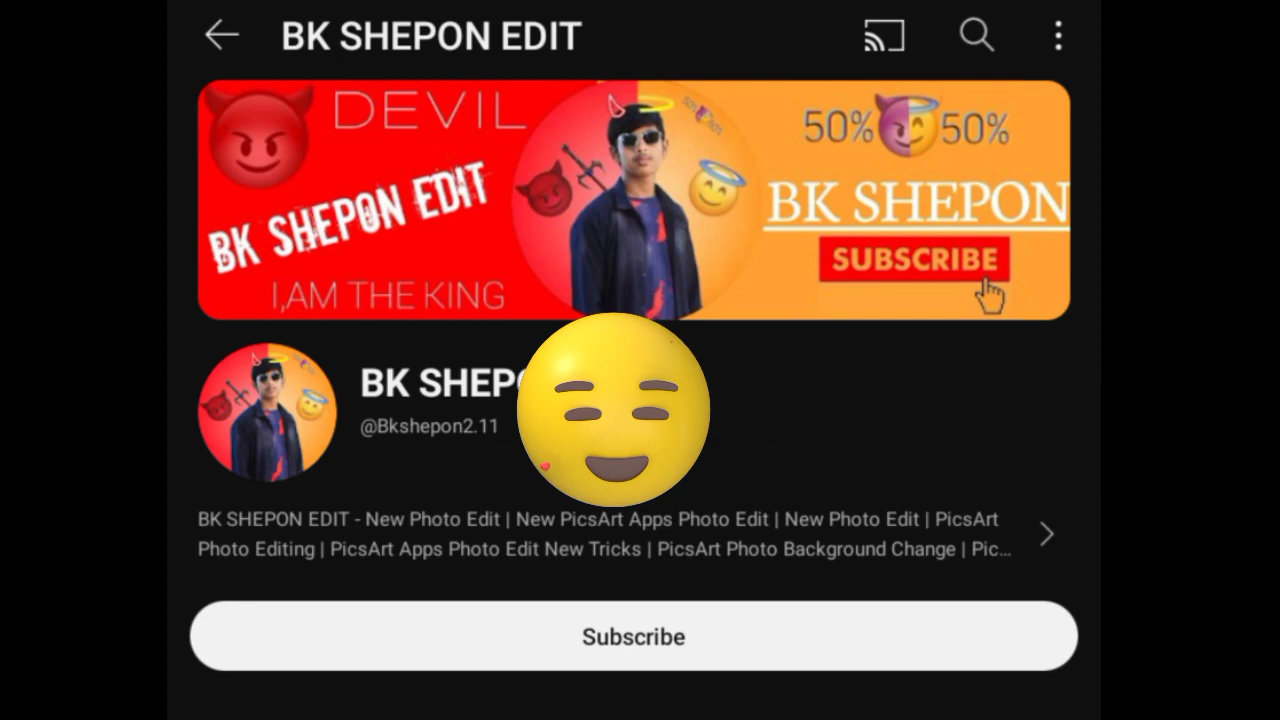 BK SHEPON EDIT
DEVIL
BK SHEPON EDIT
I,AM THE KING
50% 50%
50% 50%
BK SHEPON
SUBSCRIBE
BK SHEP
@Bkshepon2.11
BK SHEPON EDIT - New Photo Edit | New PicsArt Apps Photo Edit | New Photo Edit | PicsArt
Photo Editing | PicsArt Apps Photo Edit New Tricks | PicsArt Photo Background Change | Pic...
Subscribe